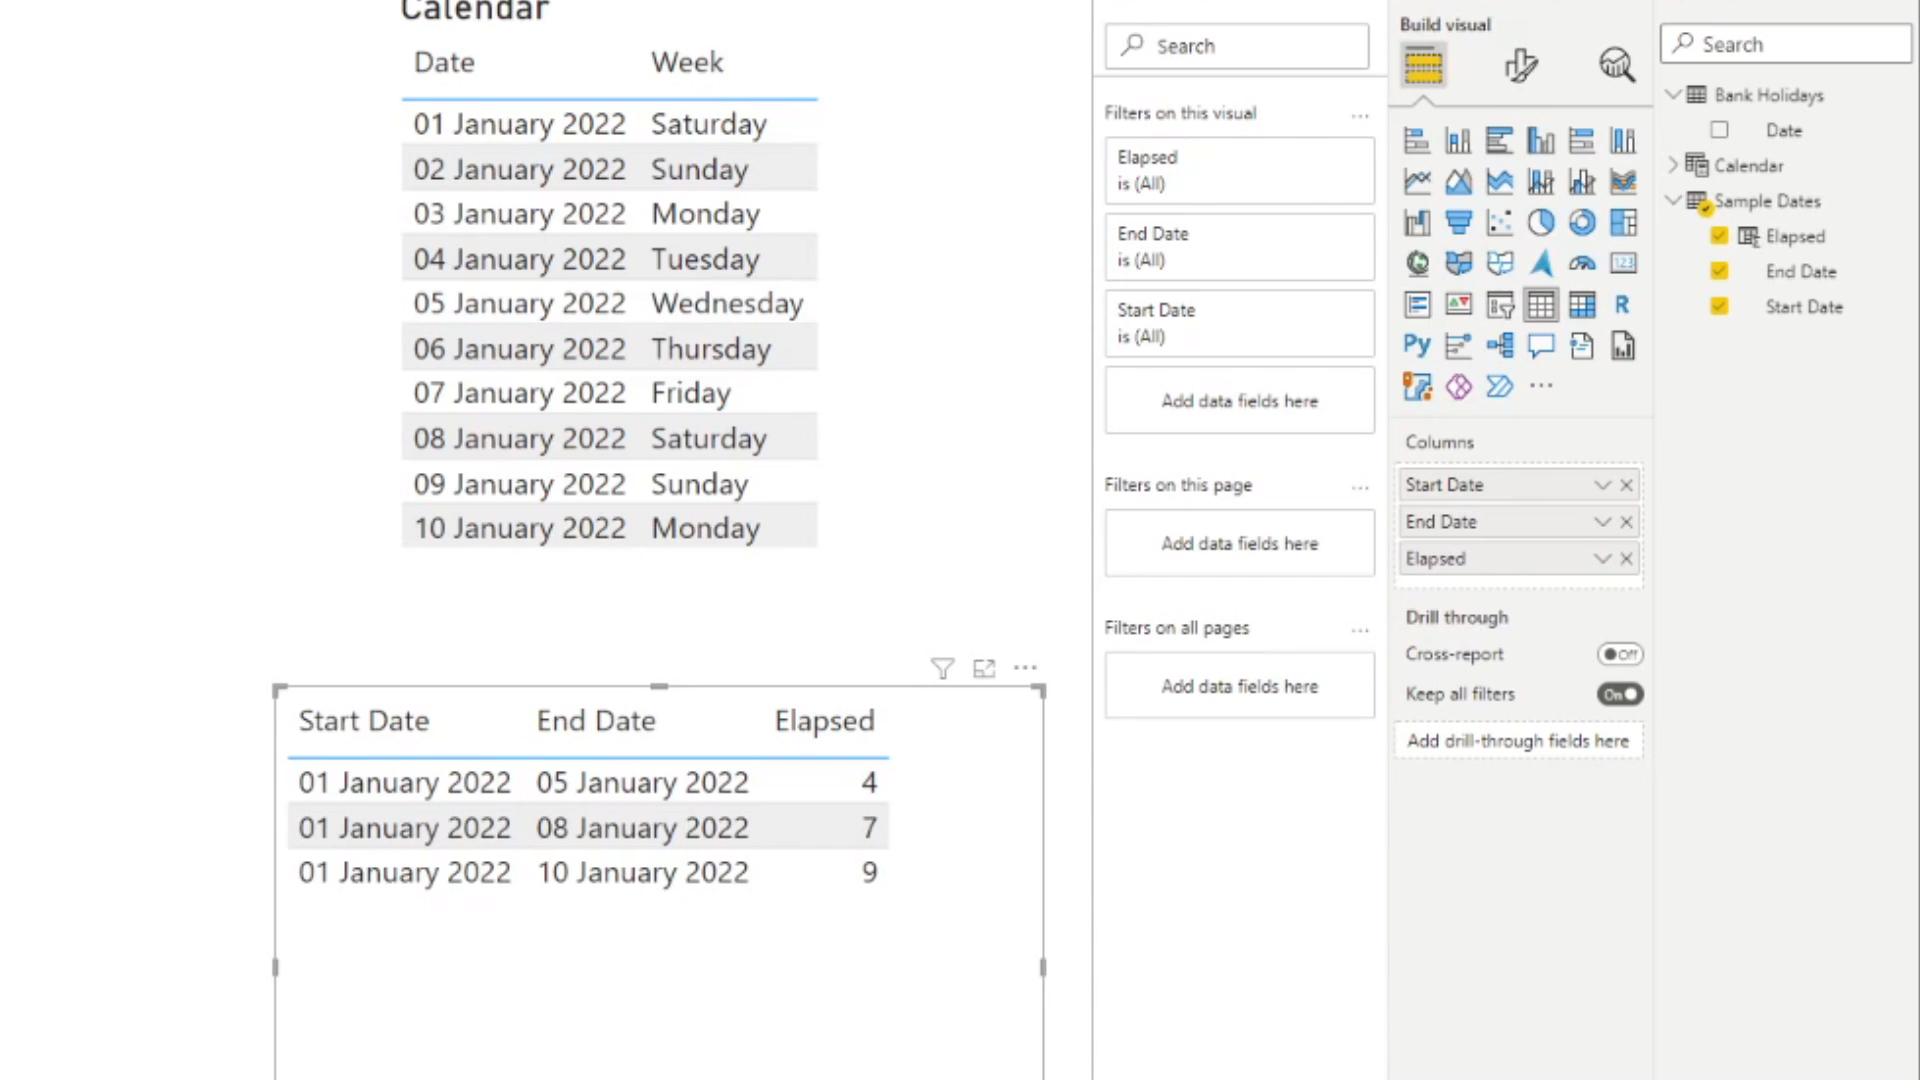 Calendar
Date Week
01 January 2022 Saturday
02 January 2022 Sunday
03 January 2022 Monday
04 January 2022 Tuesday
05 January 2022 Wednesday
06 January 2022 Thursday
07 January 2022 Friday
08 January 2022 Saturday
09 January 2022 Sunday
10 January 2022 Monday
Start Date End Date Elapsed
01 January 2022 05 January 2022 4
01 January 2022 08 January 2022 7
01 January 2022 10 January 2022 9
Search
Filters on this visual
Elapsed
is (All)
End Date
is (All)
Start Date
is (All)
Add data fields here
Filters on this page
Add data fields here
Filters on all pages
Add data fields here
Build visual
123
R
Py
Columns
Start Date
End Date
Elapsed
Drill through
Cross-report Off
Keep all filters On
Add drill-through fields here
Search
Bank Holidays
Date
Calendar
Sample Dates
Elapsed
End Date
Start Date